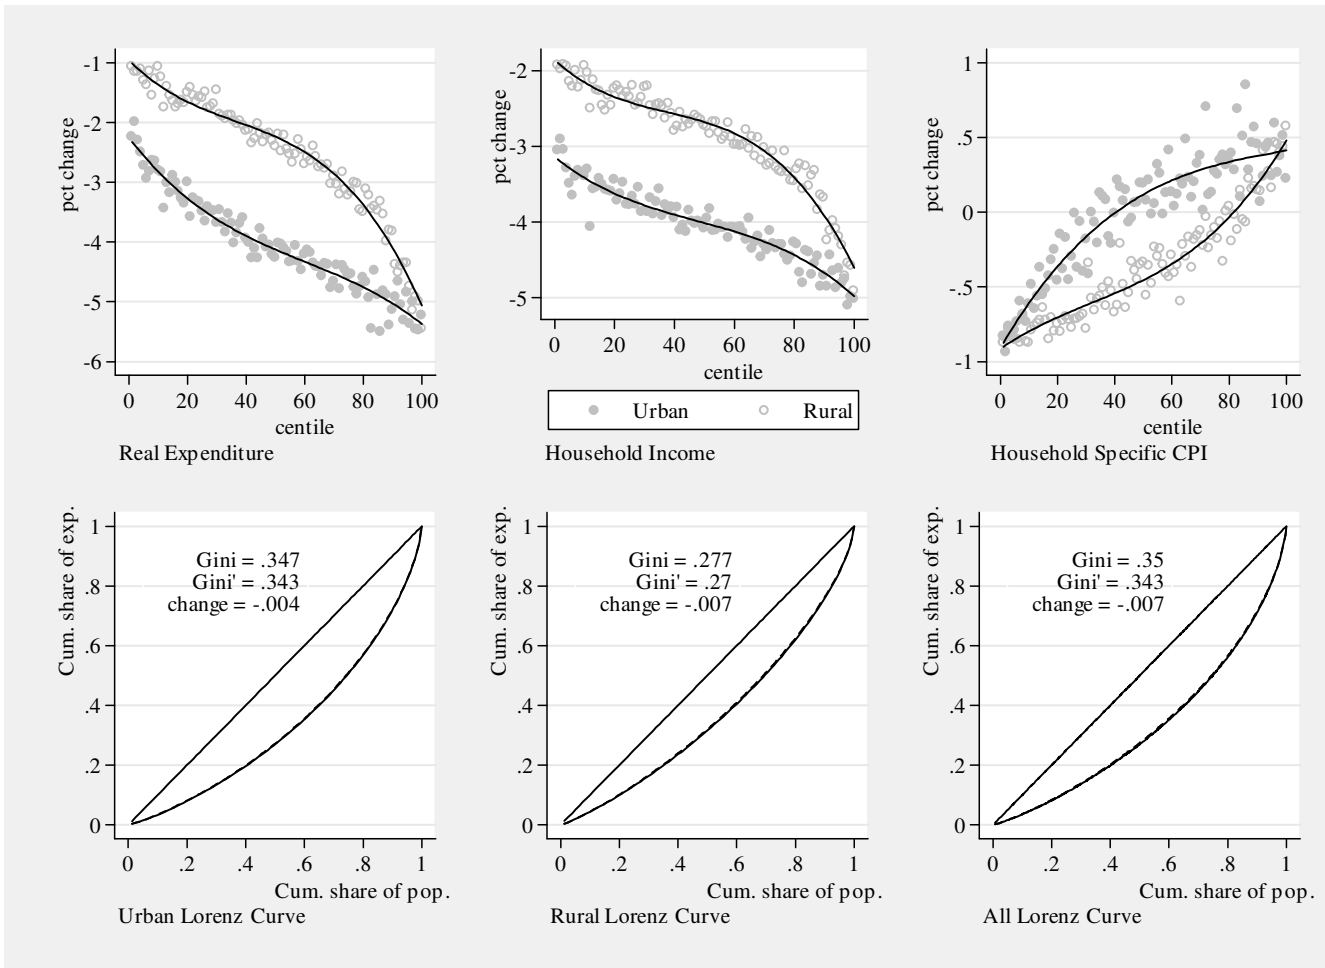 pct change
-1
-2
-3
-4
-5
-6
0 20 40 60 80 100
centile
Real Expenditure
pct change
-2
-3
-4
-5
0 20 40 60 80 100
centile
Urban Rural
Household Income
pct change
1
.5
0
-.5
-1
0 20 40 60 80 100
centile
Household Specific CPI
Cum. share of exp.
1
.8
.6
.4
.2
0
Gini = .347
Gini' = .343
change = -.004
0 .2 .4 .6 .8 1
Cum. share of pop.
Urban Lorenz Curve
Cum. share of exp.
1
.8
.6
.4
.2
0
Gini = .277
Gini' = .27
change = -.007
0 .2 .4 .6 .8 1
Cum. share of pop.
Rural Lorenz Curve
Cum. share of exp.
1
.8
.6
.4
.2
0
Gini = .35
Gini' = .343
change = -.007
0 .2 .4 .6 .8 1
Cum. share of pop.
All Lorenz Curve